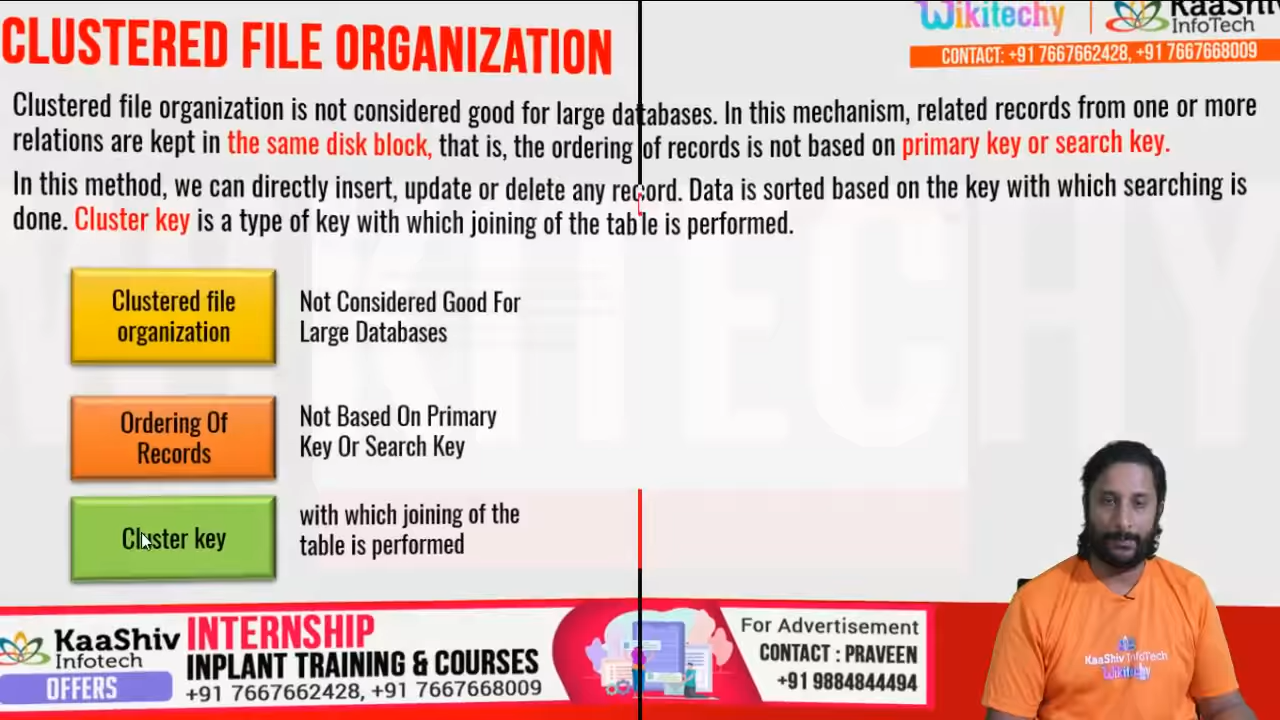 CLUSTERED FILE ORGANIZATION
Wikitechy
KaaShiv
InfoTech
CONTACT: +91 7667662428, +91 7667668009
Clustered file organization is not considered good for large databases. In this mechanism, related records from one or more
relations are kept in the same disk block, that is, the ordering of records is not based on primary key or search key.
In this method, we can directly insert, update or delete any record. Data is sorted based on the key with which searching is
done. Cluster key is a type of key with which joining of the table is performed.
Clustered file
organization
Not Considered Good For
Large Databases
Ordering Of
Records
Not Based On Primary
Key Or Search Key
Cluster key
with which joining of the
table is performed
KaaShiv
Infotech
OFFERS
INTERNSHIP
INPLANT TRAINING & COURSES
+91 7667662428, +91 7667668009
For Advertisement
CONTACT : PRAVEEN
+91 9884844494
KaaShiv InfoTech
Wikitechy
WIKITECHY